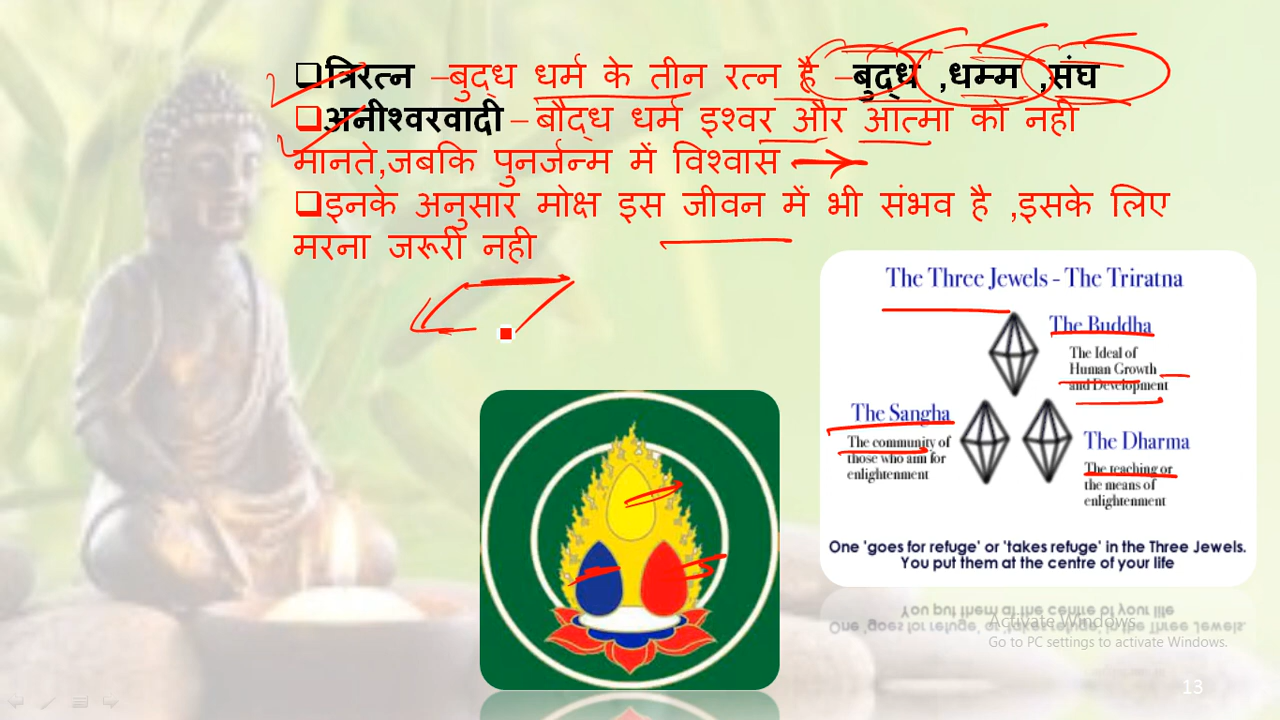 ❑त्रिरत्न –बुद्ध धर्म के तीन रत्न है –बुद्ध ,धम्म ,संघ
❑अनीश्वरवादी – बौद्ध धर्म इश्वर और आत्मा को नही
मानते,जबकि पुनर्जन्म में विश्वास
❑इनके अनुसार मोक्ष इस जीवन में भी संभव है ,इसके लिए
मरना जरूरी नही
The Three Jewels - The Triratna
The Buddha
The Ideal of
Human Growth
and Development
The Sangha
The community of
those who aim for
enlightenment
The Dharma
The teaching or
the means of
enlightenment
One 'goes for refuge' or 'takes refuge' in the Three Jewels.
You put them at the centre of your life
Activate Windows
Go to PC settings to activate Windows.
13